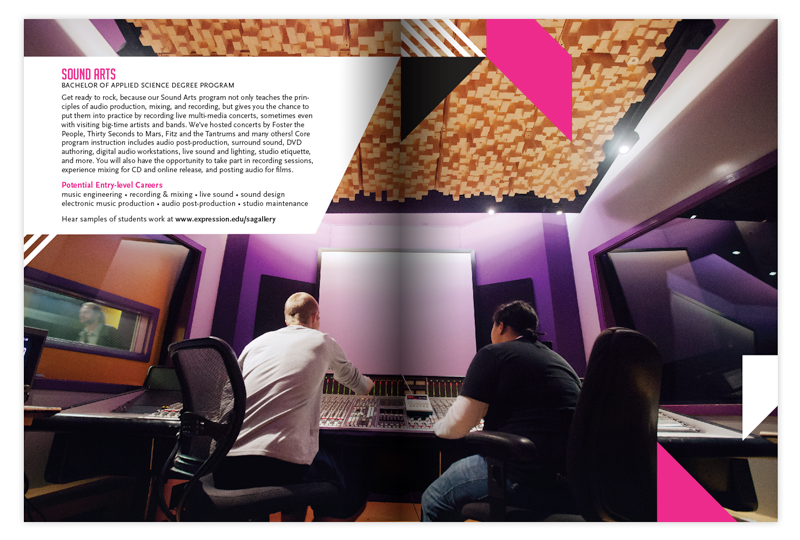 SOUND ARTS
BACHELOR OF APPLIED SCIENCE DEGREE PROGRAM
Get ready to rock, because our Sound Arts program not only teaches the prin-
ciples of audio production, mixing, and recording, but gives you the chance to
put them into practice by recording live multi-media concerts, sometimes even
with visiting big-time artists and bands. We've hosted concerts by Foster the
People, Thirty Seconds to Mars, Fitz and the Tantrums and many others! Core
program instruction includes audio post-production, surround sound, DVD
authoring, digital audio workstations, live sound and lighting, studio etiquette,
and more. You will also have the opportunity to take part in recording sessions,
experience mixing for CD and online release, and posting audio for films.
Potential Entry-level Careers
music engineering • recording & mixing • live sound • sound design
electronic music production • audio post-production • studio maintenance
Hear samples of students work at www.expression.edu/sagallery